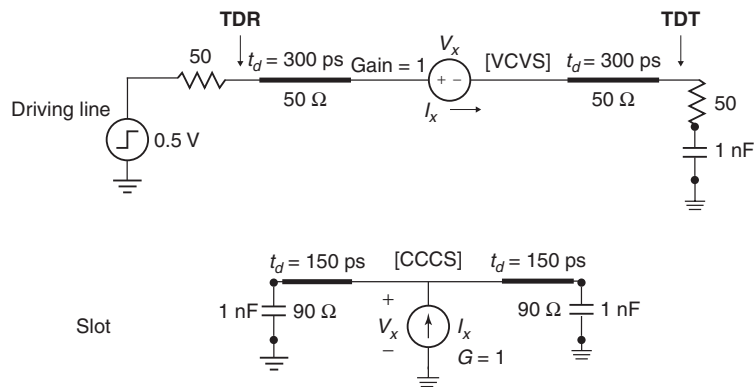 TDR
TDT
50
t_d = 300 ps
Gain = 1
V_x
[VCVS]
t_d = 300 ps
+ −
50 Ω
I_x
50 Ω
50
Driving line
0.5 V
1 nF
t_d = 150 ps
[CCCS]
t_d = 150 ps
Slot
1 nF
90 Ω
+
V_x
−
I_x
G = 1
90 Ω
1 nF